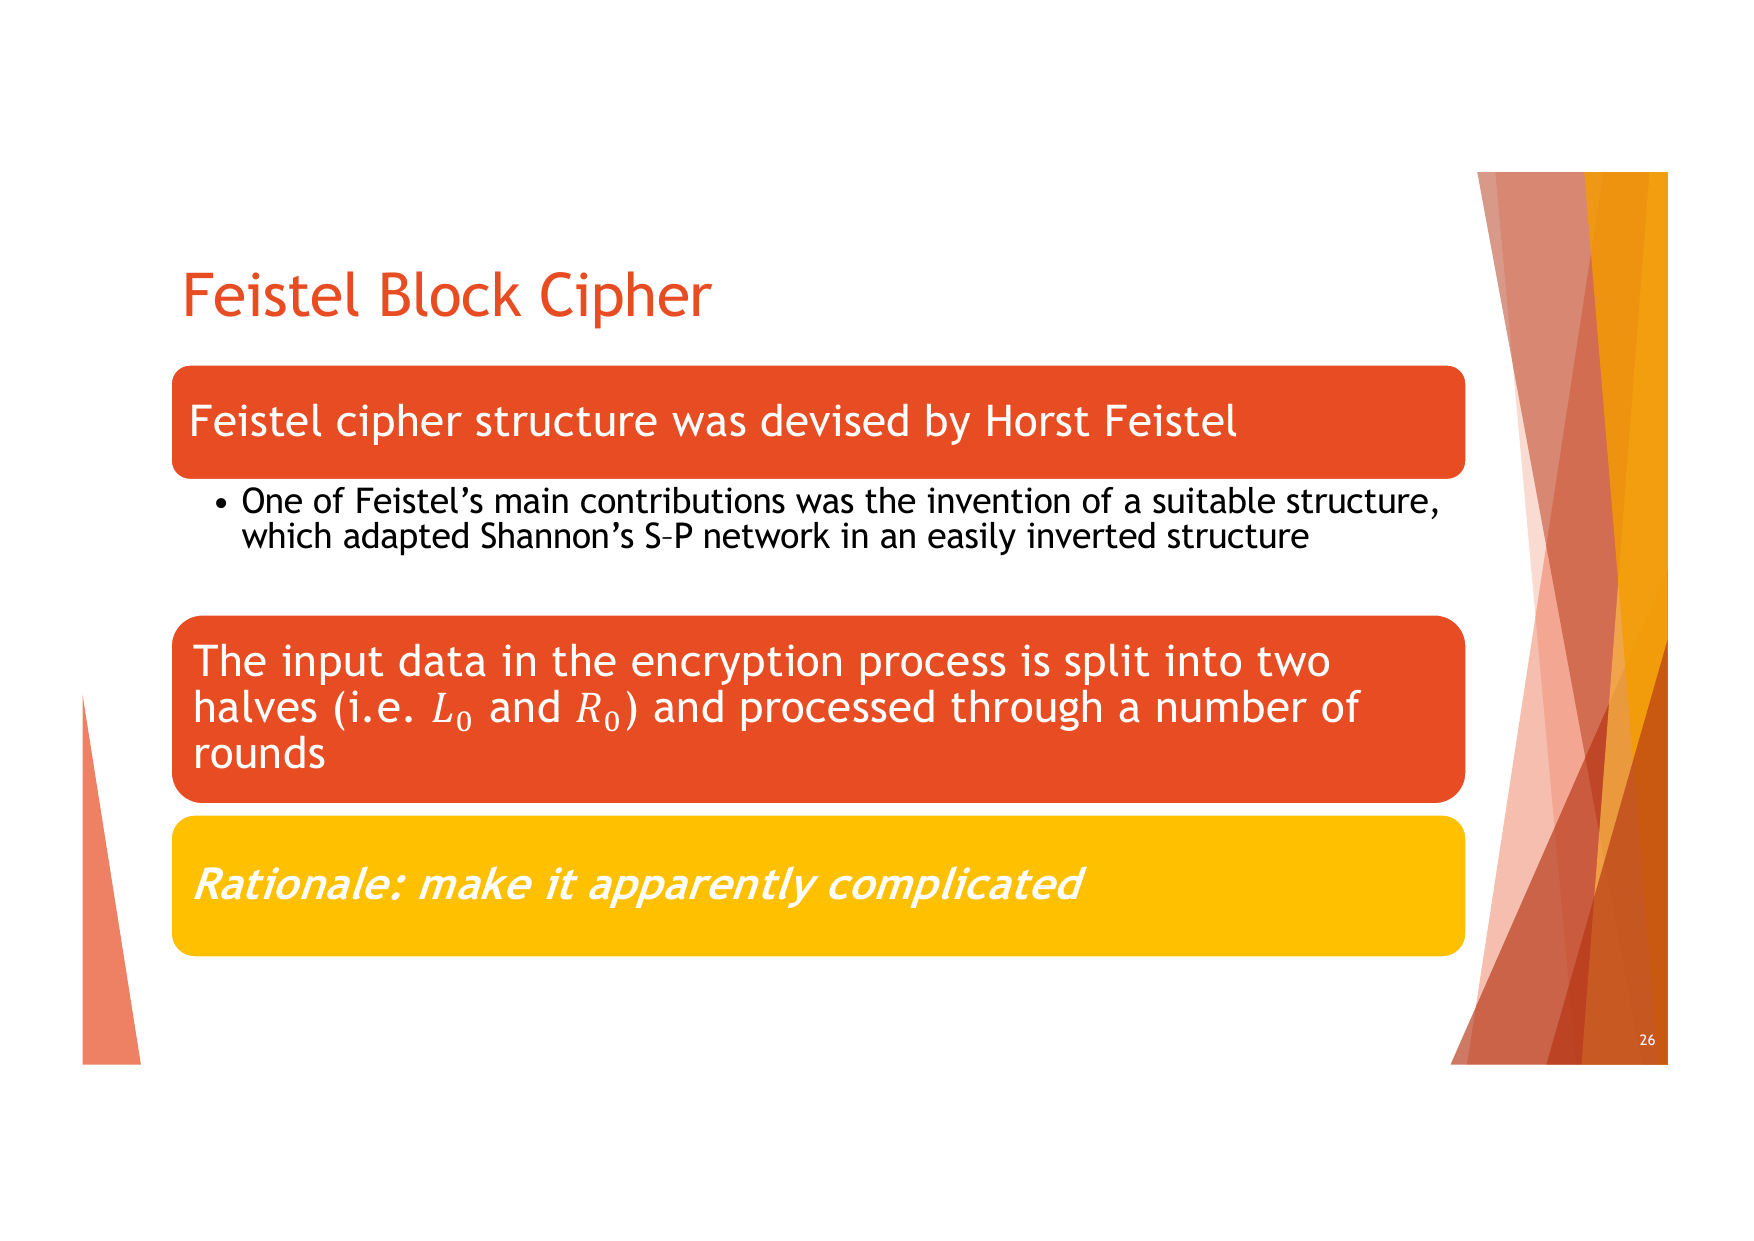 Feistel Block Cipher
Feistel cipher structure was devised by Horst Feistel
• One of Feistel’s main contributions was the invention of a suitable structure,
which adapted Shannon’s S–P network in an easily inverted structure
The input data in the encryption process is split into two
halves (i.e. L₀ and R₀) and processed through a number of
rounds
Rationale: make it apparently complicated
26